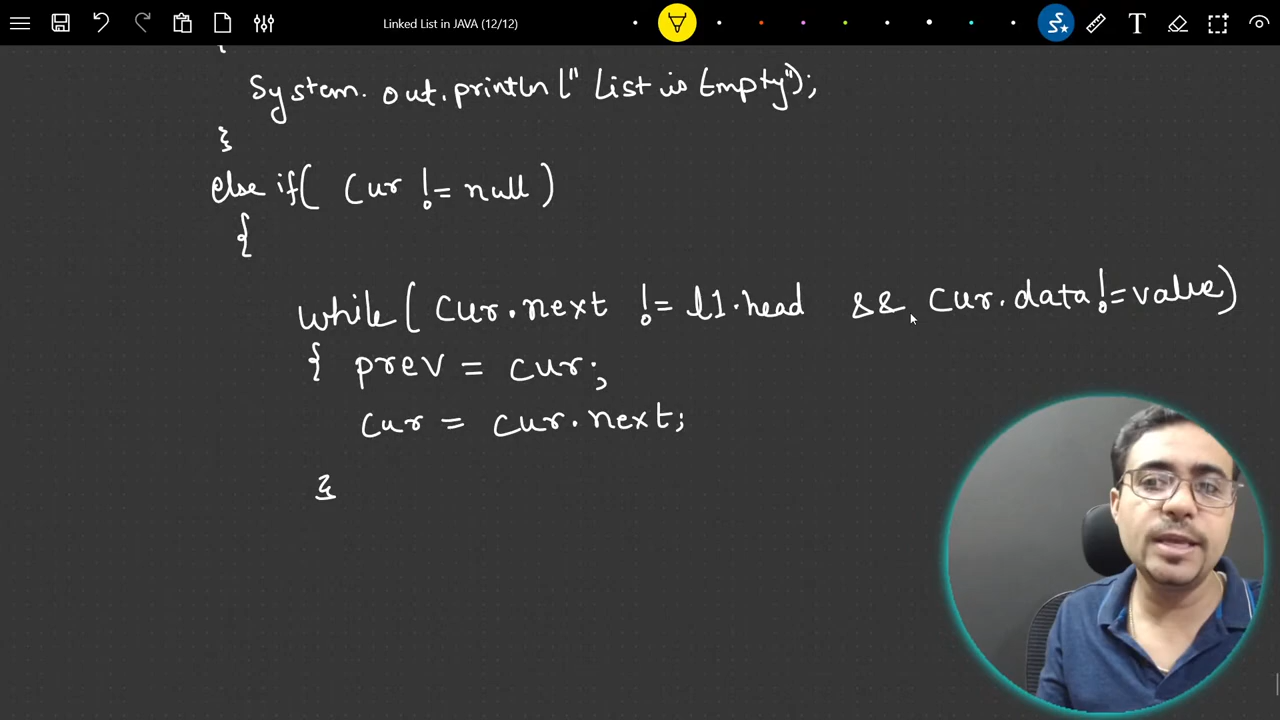 Linked List in JAVA (12/12)
T
{
System.out.println("List is Empty");
}
else if( Cur != null )
{
while( Cur.next != l1.head && Cur.data != value )
{ prev = cur;
cur = cur.next;
}